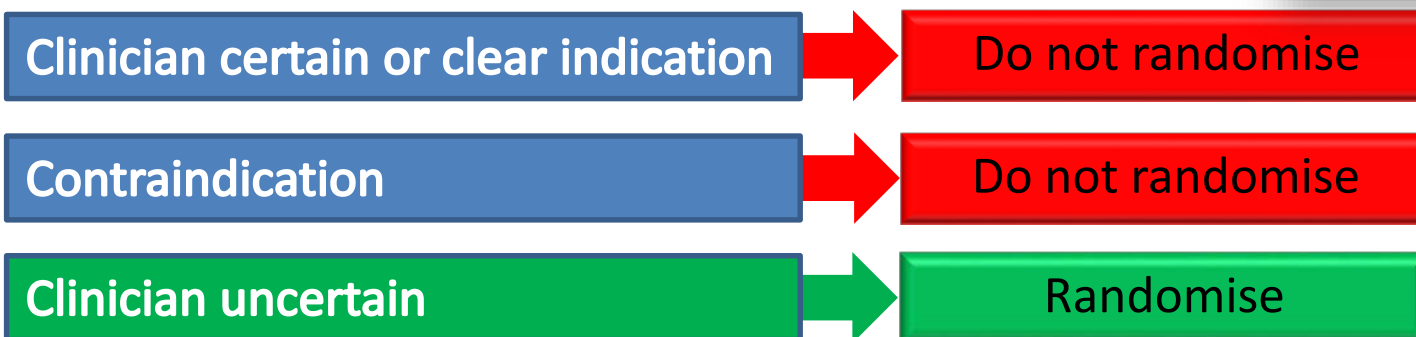 Clinician certain or clear indication
Do not randomise
Contraindication
Do not randomise
Clinician uncertain
Randomise